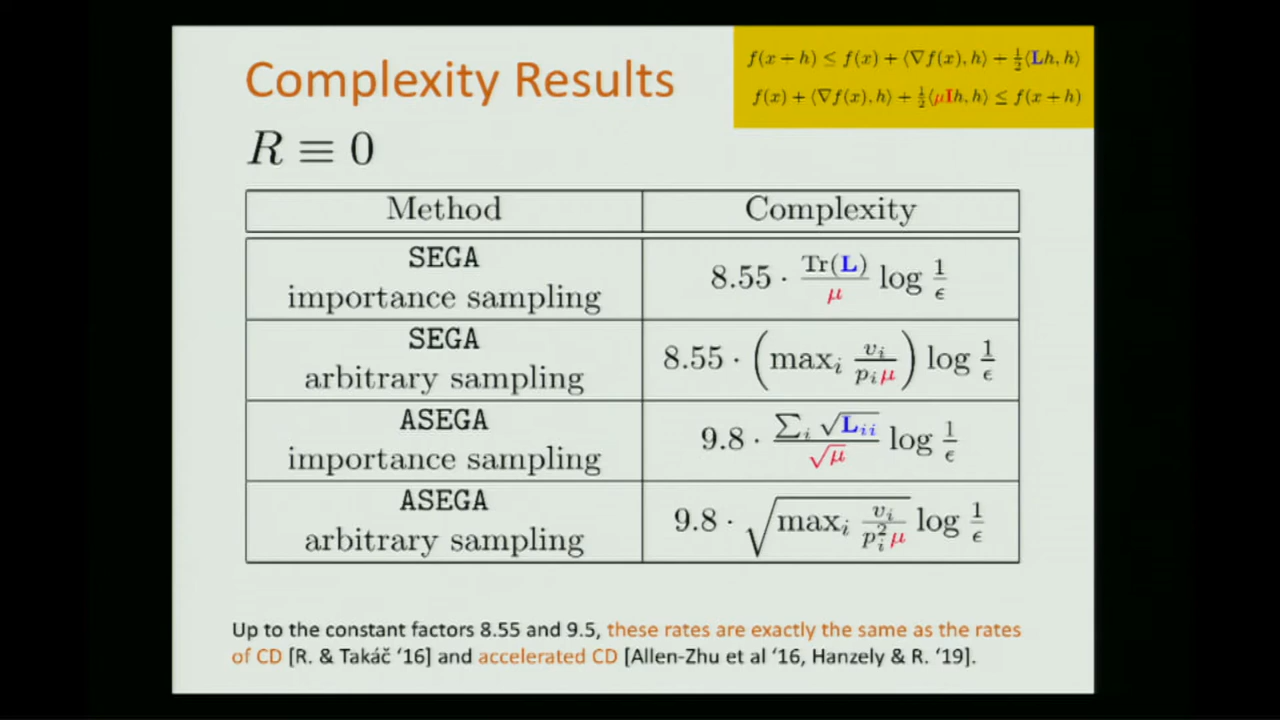 Complexity Results
f(x + h) ≤ f(x) + ⟨∇f(x), h⟩ + ½⟨Lh, h⟩
f(x) + ⟨∇f(x), h⟩ + ½⟨μIh, h⟩ ≤ f(x + h)
R ≡ 0
Method Complexity
SEGA
importance sampling
8.55 · Tr(L)/μ log 1/ϵ
SEGA
arbitrary sampling
8.55 · (max_i v_i/(p_i μ)) log 1/ϵ
ASEGA
importance sampling
9.8 · ∑_i √L_ii/√μ log 1/ϵ
ASEGA
arbitrary sampling
9.8 · √(max_i v_i/(p_i² μ)) log 1/ϵ
Up to the constant factors 8.55 and 9.5, these rates are exactly the same as the rates
of CD [R. & Takáč ‘16] and accelerated CD [Allen-Zhu et al ‘16, Hanzely & R. ‘19].